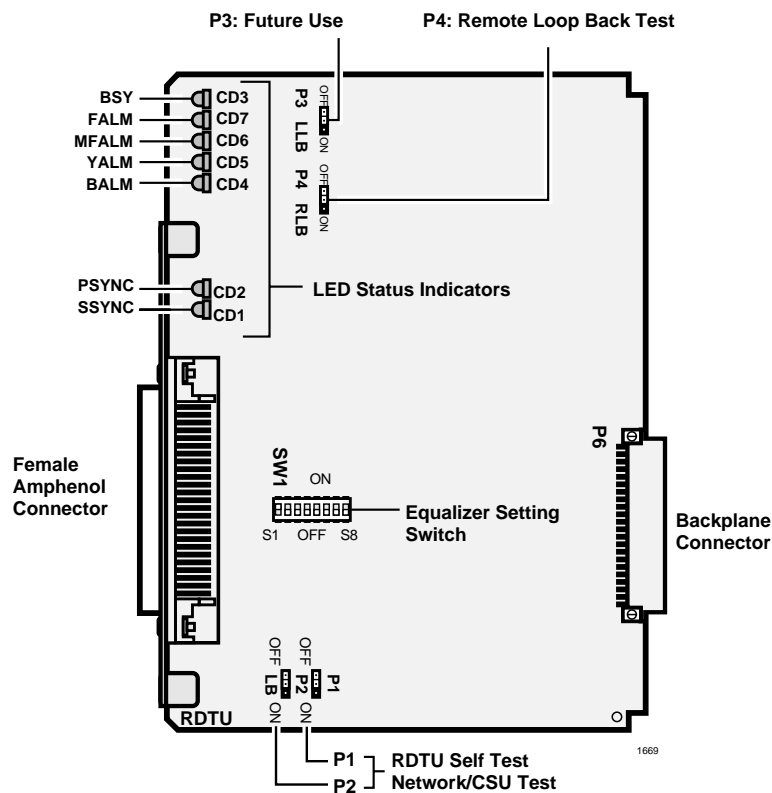 P3: Future Use
P4: Remote Loop Back Test
BSY
CD3
FALM
CD7
MFALM
CD6
YALM
CD5
BALM
CD4
P3 LLB
OFF
ON
P4 RLB
OFF
ON
PSYNC
CD2
SSYNC
CD1
LED Status Indicators
Female
Amphenol
Connector
SW1
ON
S1 OFF S8
Equalizer Setting
Switch
P6
Backplane
Connector
OFF
LB
ON
OFF
P2
ON
P1
RDTU
1669
P1
RDTU Self Test
P2
Network/CSU Test